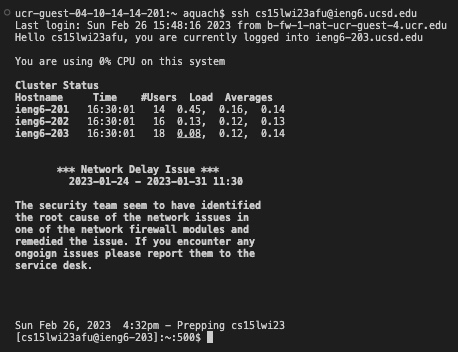 ucr-guest-04-10-14-14-201:~ aquach$ ssh cs15lwi23afu@ieng6.ucsd.edu
Last login: Sun Feb 26 15:48:16 2023 from b-fw-1-nat-ucr-guest-4.ucr.edu
Hello cs15lwi23afu, you are currently logged into ieng6-203.ucsd.edu
You are using 0% CPU on this system
Cluster Status
Hostname     Time    #Users  Load  Averages
ieng6-201   16:30:01   14  0.45,  0.16,  0.14
ieng6-202   16:30:01   16  0.13,  0.12,  0.13
ieng6-203   16:30:01   18  0.08,  0.12,  0.14
*** Network Delay Issue ***
2023-01-24 - 2023-01-31 11:30
The security team seem to have identified
the root cause of the network issues in
one of the network firewall modules and
remedied the issue. If you encounter any
ongoign issues please report them to the
service desk.
Sun Feb 26, 2023  4:32pm - Prepping cs15lwi23
[cs15lwi23afu@ieng6-203]:~:500$